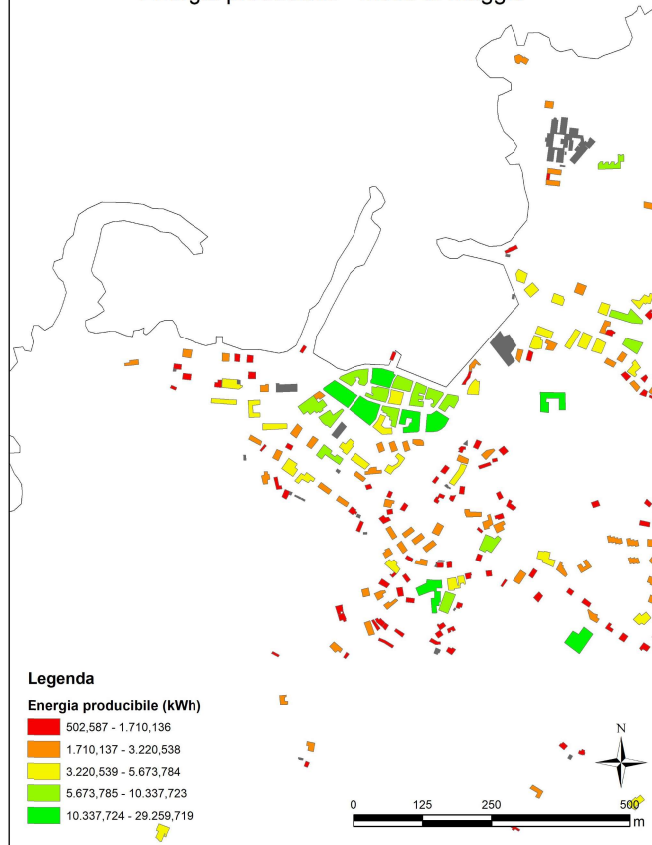 Legenda
Energia producibile (kWh)
502,587 - 1.710,136
1.710,137 - 3.220,538
3.220,539 - 5.673,784
5.673,785 - 10.337,723
10.337,724 - 29.259,719
N
0 125 250 500
m